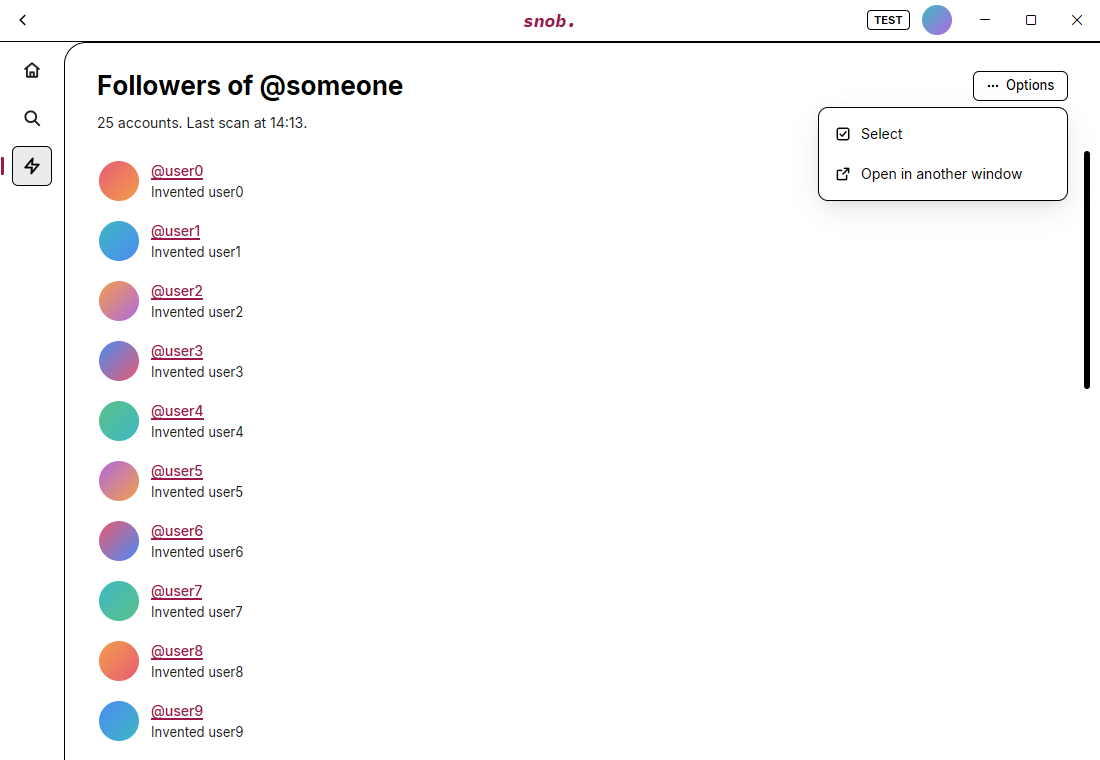 snob.
TEST
Followers of @someone
Options
25 accounts. Last scan at 14:13.
Select
Open in another window
@user0
Invented user0
@user1
Invented user1
@user2
Invented user2
@user3
Invented user3
@user4
Invented user4
@user5
Invented user5
@user6
Invented user6
@user7
Invented user7
@user8
Invented user8
@user9
Invented user9